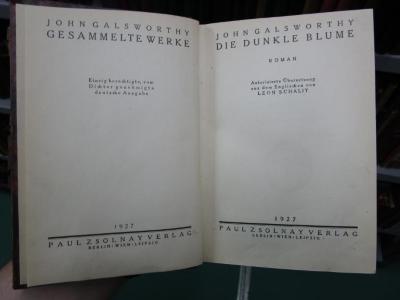 JOHN GALSWORTHY
GESAMMELTE WERKE
Einzig berechtigte, vom
Dichter genehmigte
deutsche Ausgabe
1927
PAUL ZSOLNAY VERLAG
BERLIN·WIEN·LEIPZIG
JOHN GALSWORTHY
DIE DUNKLE BLUME
ROMAN
Autorisierte Übersetzung
aus dem Englischen von
LEON SCHALIT
1927
PAUL ZSOLNAY VERLAG
BERLIN·WIEN·LEIPZIG